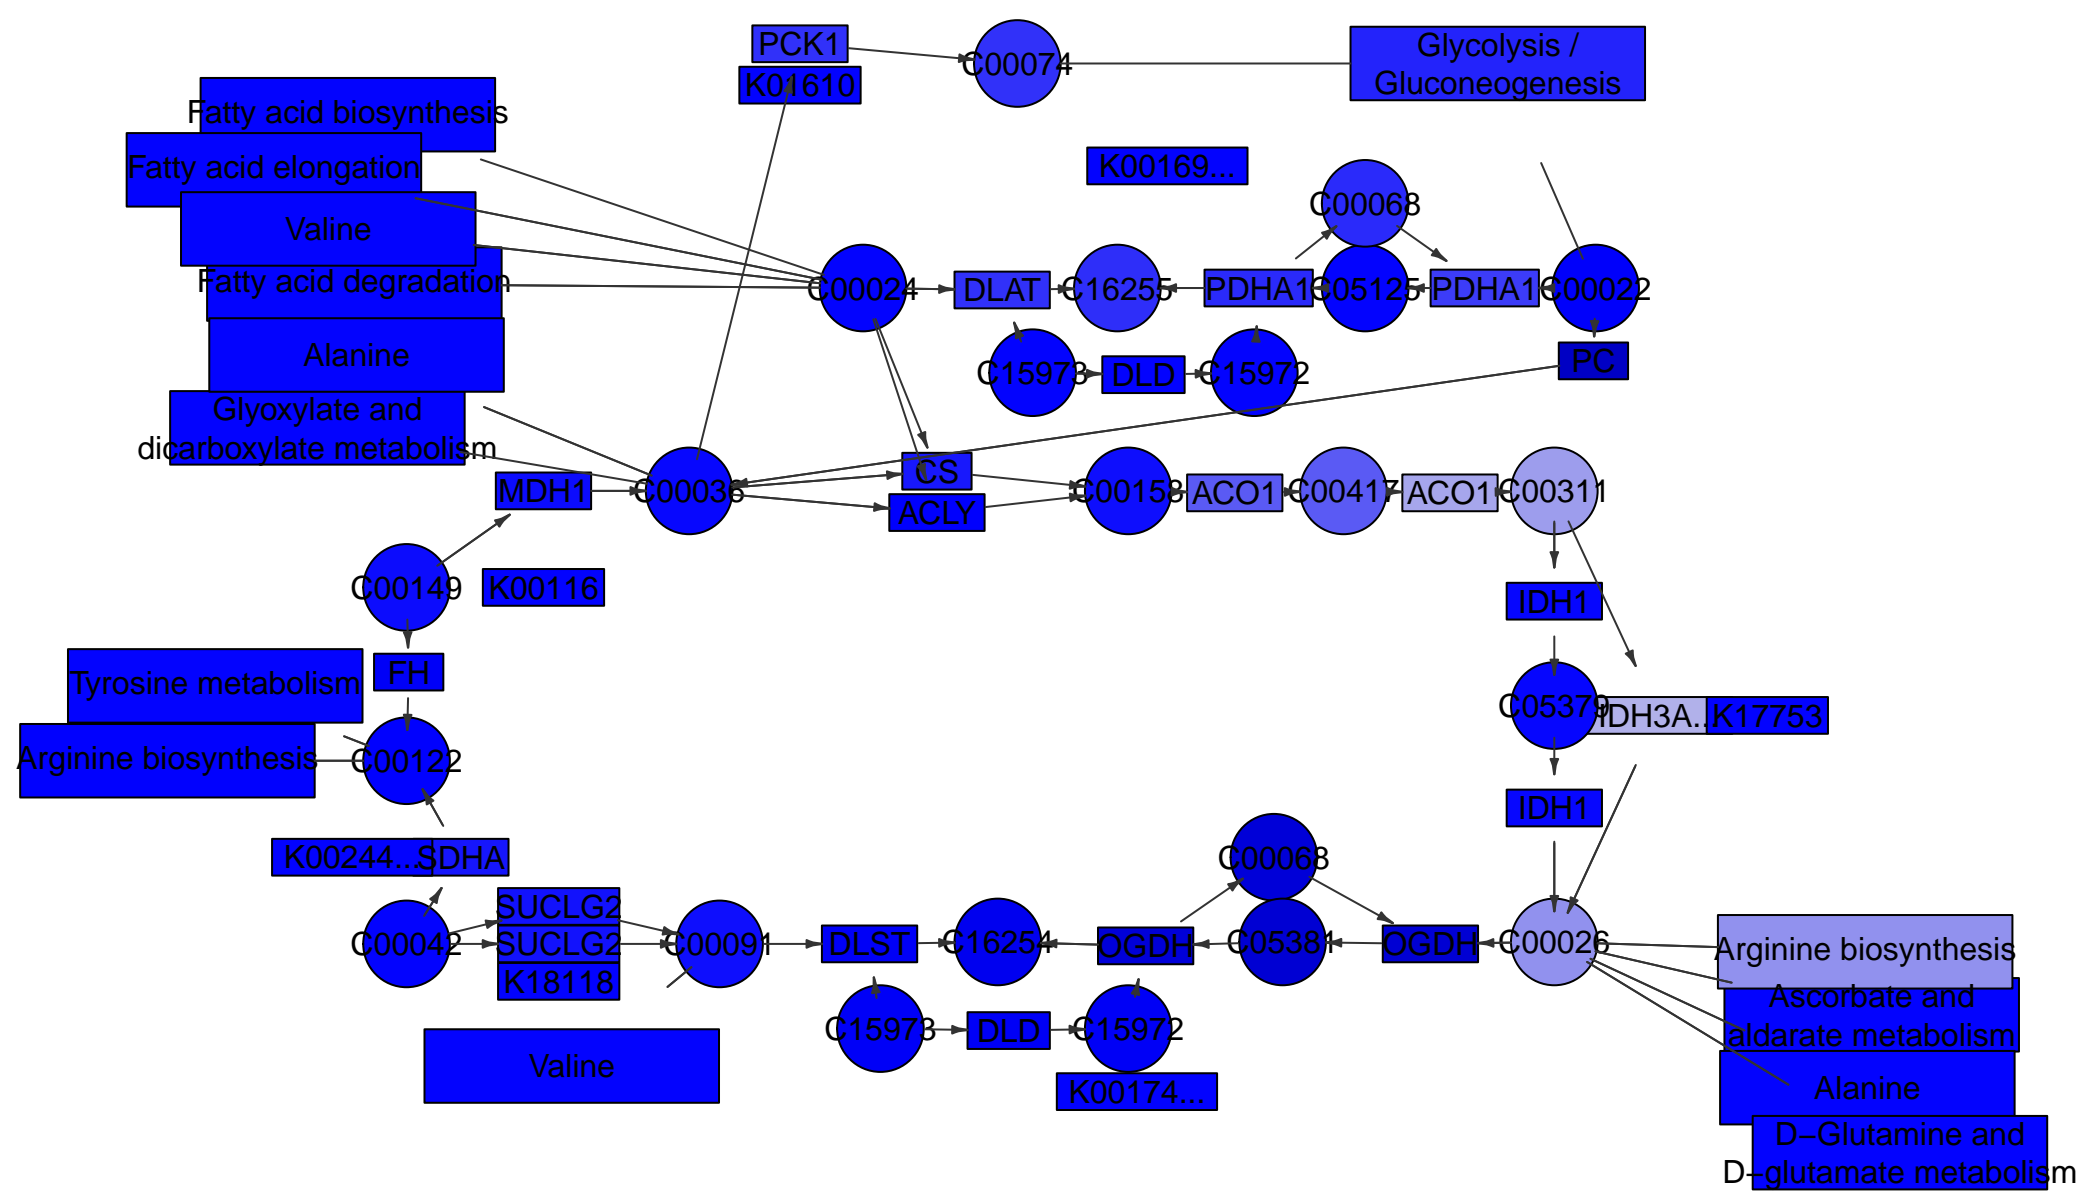 PCK1
C00074
Glycolysis /
Gluconeogenesis
K01610
Fatty acid biosynthesis
Fatty acid elongation
K00169...
C00068
Valine
Fatty acid degradation
C00024
DLAT
C16255
PDHA1
C05125
PDHA1
C00022
Alanine
C15973
DLD
C15972
PC
Glyoxylate and
dicarboxylate metabolism
MDH1
C00036
CS
ACLY
C00158
ACO1
C00417
ACO1
C00311
C00149
K00116
IDH1
Tyrosine metabolism
FH
C05379
IDH3A...
K17753
Arginine biosynthesis
C00122
IDH1
K00244...
SDHA
C00068
SUCLG2
C00042
SUCLG2
C00091
DLST
C16254
OGDH
C05381
OGDH
C00026
Arginine biosynthesis
K18118
Ascorbate and
aldarate metabolism
C15973
DLD
C15972
Valine
K00174...
Alanine
D−Glutamine and
D−glutamate metabolism